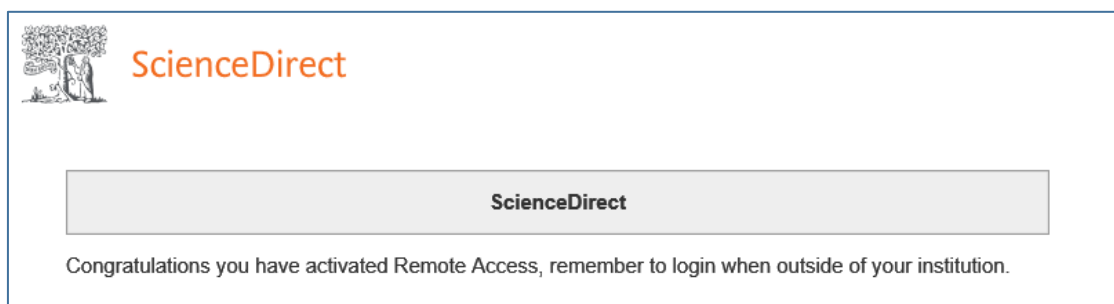 ScienceDirect
ScienceDirect
Congratulations you have activated Remote Access, remember to login when outside of your institution.